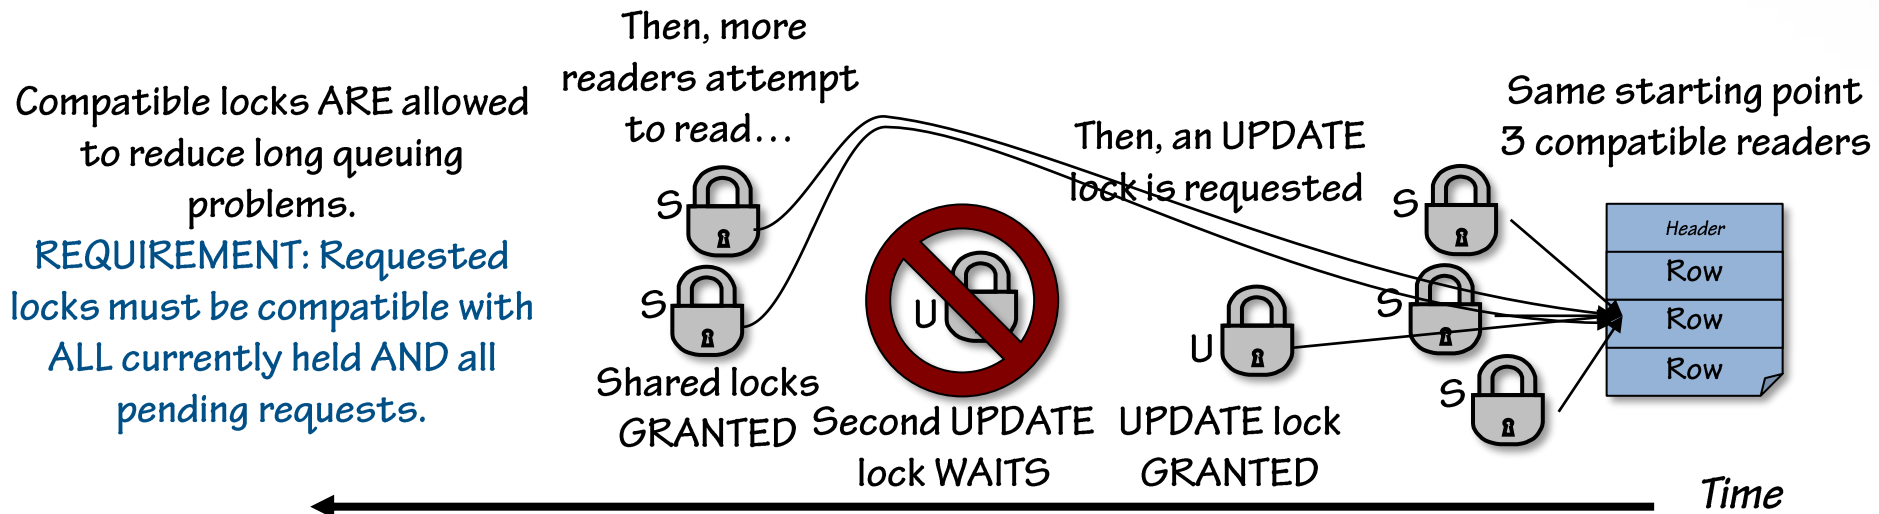 Compatible locks ARE allowed
to reduce long queuing
problems.
REQUIREMENT: Requested
locks must be compatible with
ALL currently held AND all
pending requests.
Then, more
readers attempt
to read...
S
S
Shared locks
GRANTED
U
Second UPDATE
lock WAITS
Then, an UPDATE
lock is requested
U
UPDATE lock
GRANTED
Same starting point
3 compatible readers
S
S
S
Header
Row
Row
Row
Time